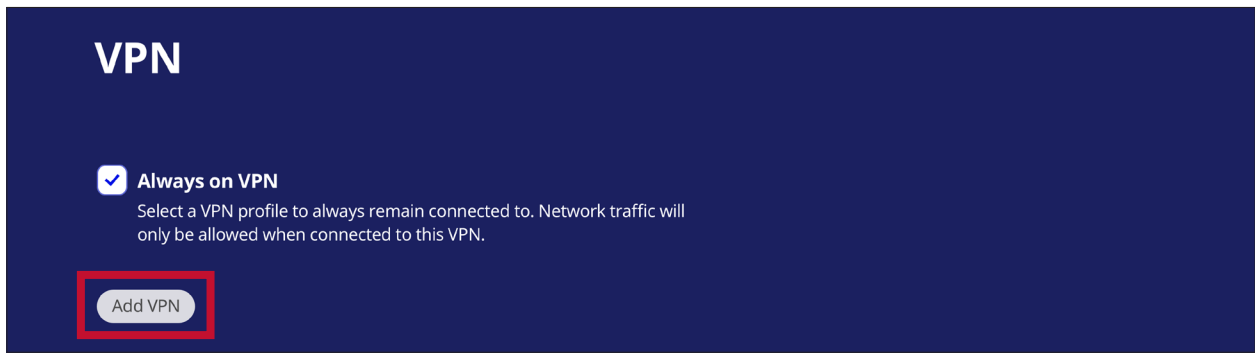 VPN
Always on VPN
Select a VPN profile to always remain connected to. Network traffic will
only be allowed when connected to this VPN.
Add VPN